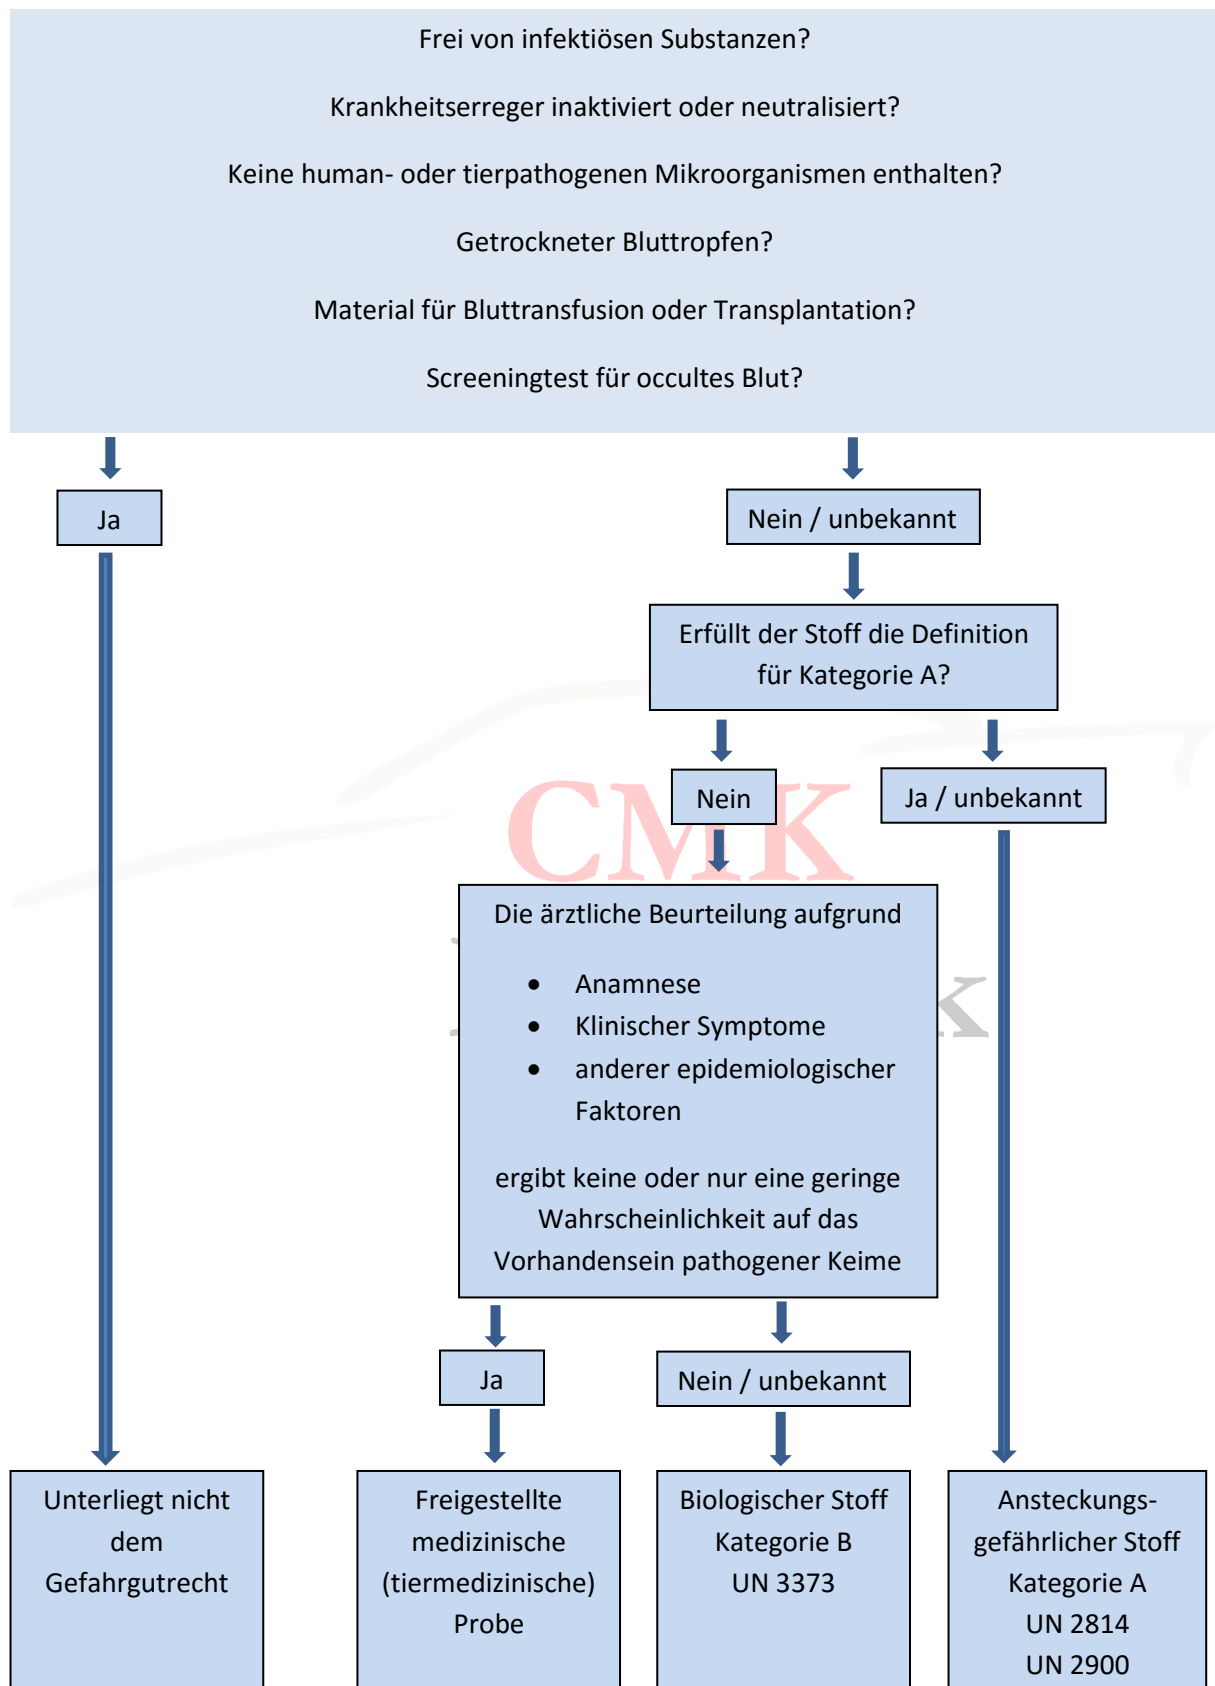 Frei von infektiösen Substanzen?
Krankheitserreger inaktiviert oder neutralisiert?
Keine human- oder tierpathogenen Mikroorganismen enthalten?
Getrockneter Bluttropfen?
Material für Bluttransfusion oder Transplantation?
Screeningtest für occultes Blut?
Ja
Nein / unbekannt
Erfüllt der Stoff die Definition
für Kategorie A?
Nein
Ja / unbekannt
CMK
Die ärztliche Beurteilung aufgrund
• Anamnese
• Klinischer Symptome
• anderer epidemiologischer
Faktoren
ergibt keine oder nur eine geringe
Wahrscheinlichkeit auf das
Vorhandensein pathogener Keime
Ja
Nein / unbekannt
Unterliegt nicht
dem
Gefahrgutrecht
Freigestellte
medizinische
(tiermedizinische)
Probe
Biologischer Stoff
Kategorie B
UN 3373
Ansteckungs-
gefährlicher Stoff
Kategorie A
UN 2814
UN 2900